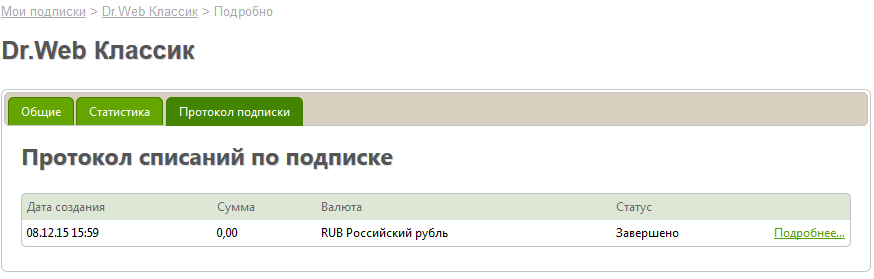 Мои подписки > Dr.Web Классик > Подробно
Dr.Web Классик
Общие Статистика Протокол подписки
Протокол списаний по подписке
Дата создания Сумма Валюта Статус
08.12.15 15:59 0,00 RUB Российский рубль Завершено Подробнее...